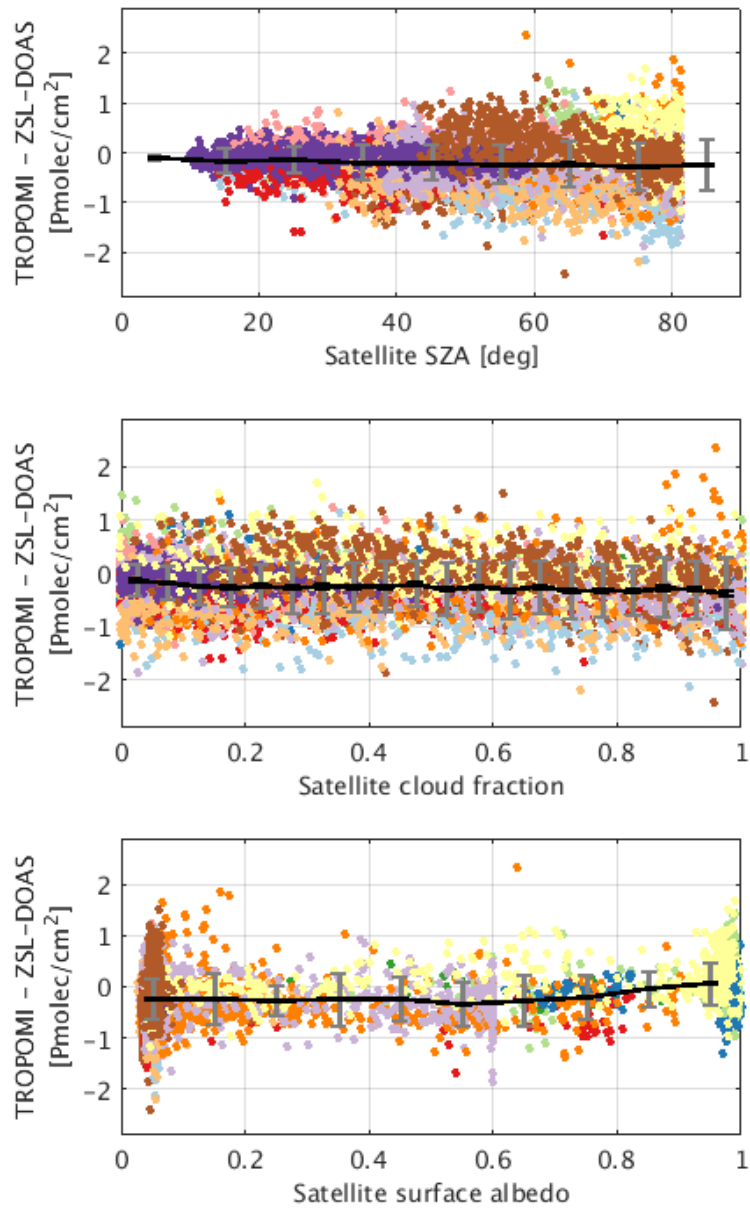 TROPOMI – ZSL–DOAS
[Pmolec/cm²]
2
1
0
−1
−2
0 20 40 60 80
Satellite SZA [deg]
TROPOMI – ZSL–DOAS
[Pmolec/cm²]
2
1
0
−1
−2
0 0.2 0.4 0.6 0.8 1
Satellite cloud fraction
TROPOMI – ZSL–DOAS
[Pmolec/cm²]
2
1
0
−1
−2
0 0.2 0.4 0.6 0.8 1
Satellite surface albedo